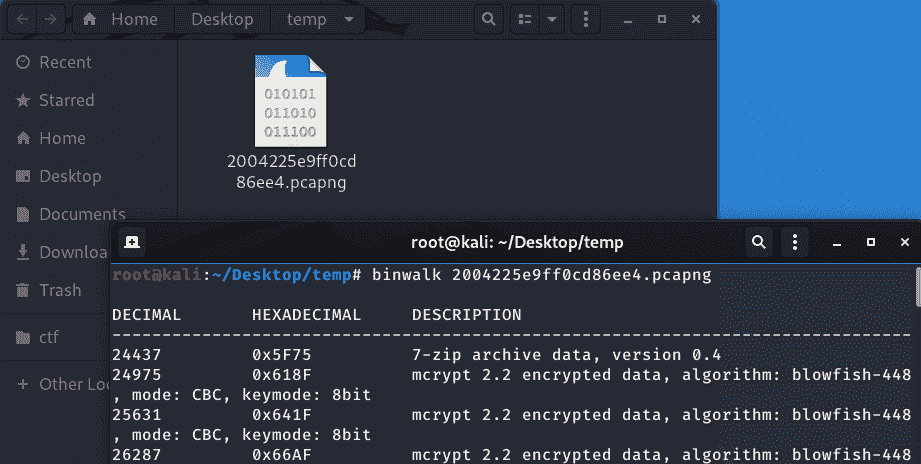 Home Desktop temp
Recent
Starred
Home
Desktop
Documents
Downloa
Trash
ctf
Other Loc
010101
011010
011100
2004225e9ff0cd
86ee4.pcapng
root@kali: ~/Desktop/temp
root@kali:~/Desktop/temp# binwalk 2004225e9ff0cd86ee4.pcapng
DECIMAL HEXADECIMAL DESCRIPTION
--------------------------------------------------------------------------------
24437 0x5F75 7-zip archive data, version 0.4
24975 0x618F mcrypt 2.2 encrypted data, algorithm: blowfish-448
, mode: CBC, keymode: 8bit
25631 0x641F mcrypt 2.2 encrypted data, algorithm: blowfish-448
, mode: CBC, keymode: 8bit
26287 0x66AF mcrypt 2.2 encrypted data, algorithm: blowfish-448